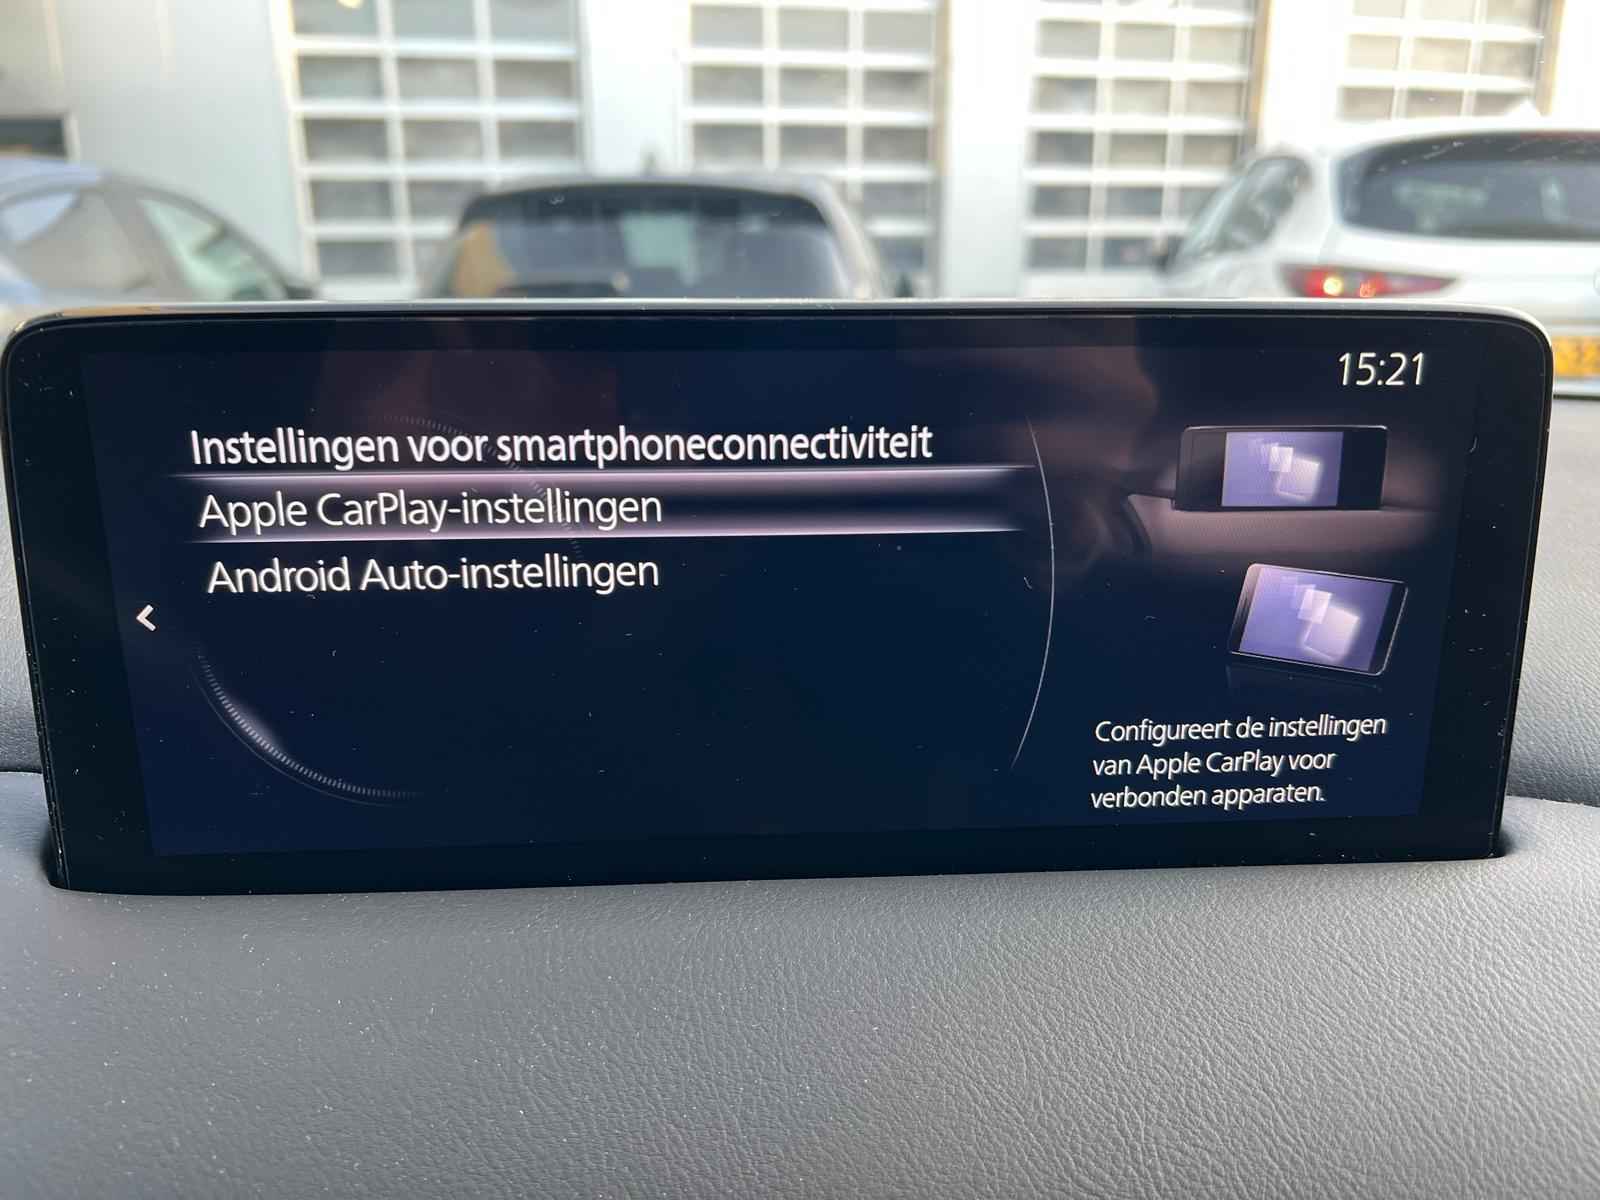 15:21
Instellingen voor smartphoneconnectiviteit
Apple CarPlay-instellingen
Android Auto-instellingen
Configureert de instellingen
van Apple CarPlay voor
verbonden apparaten.